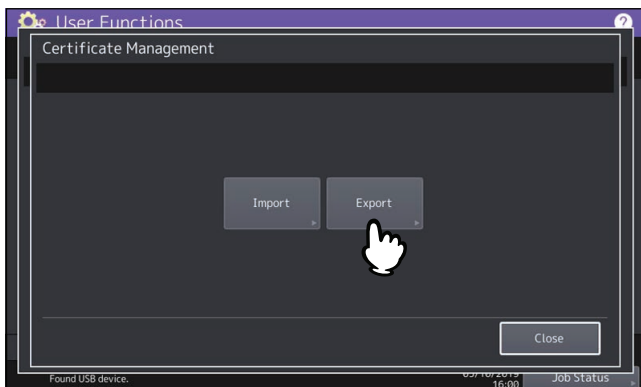 User Functions
?
Certificate Management
Import
Export
Close
Found USB device.
16:00
Job Status